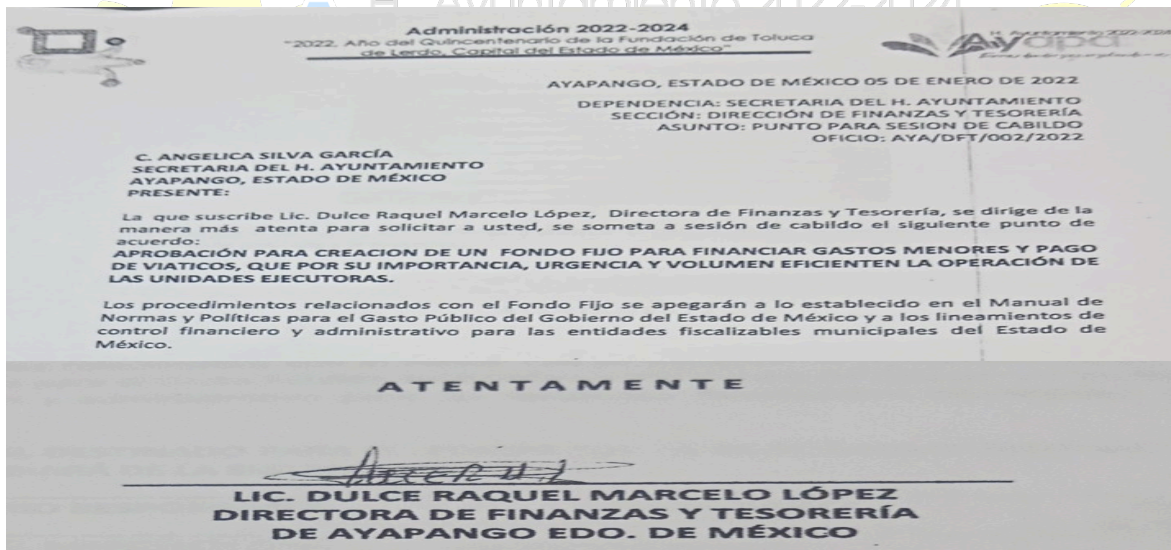 H. Ayuntamiento 2022-2024
Administración 2022-2024
"2022. Año del Quincentenario de la Fundación de Toluca
de Lerdo, Capital del Estado de México"
H. Ayuntamiento 2022-2024
Ayapa
AYAPANGO, ESTADO DE MÉXICO 05 DE ENERO DE 2022
DEPENDENCIA: SECRETARIA DEL H. AYUNTAMIENTO
SECCIÓN: DIRECCIÓN DE FINANZAS Y TESORERÍA
ASUNTO: PUNTO PARA SESION DE CABILDO
OFICIO: AYA/DFT/002/2022
C. ANGELICA SILVA GARCÍA
SECRETARIA DEL H. AYUNTAMIENTO
AYAPANGO, ESTADO DE MÉXICO
PRESENTE:
La que suscribe Lic. Dulce Raquel Marcelo López, Directora de Finanzas y Tesorería, se dirige de la
manera más atenta para solicitar a usted, se someta a sesión de cabildo el siguiente punto de
acuerdo:
APROBACIÓN PARA CREACION DE UN FONDO FIJO PARA FINANCIAR GASTOS MENORES Y PAGO
DE VIATICOS, QUE POR SU IMPORTANCIA, URGENCIA Y VOLUMEN EFICIENTEN LA OPERACIÓN DE
LAS UNIDADES EJECUTORAS.
Los procedimientos relacionados con el Fondo Fijo se apegarán a lo establecido en el Manual de
Normas y Políticas para el Gasto Público del Gobierno del Estado de México y a los lineamientos de
control financiero y administrativo para las entidades fiscalizables municipales del Estado de
México.
ATENTAMENTE
LIC. DULCE RAQUEL MARCELO LÓPEZ
DIRECTORA DE FINANZAS Y TESORERÍA
DE AYAPANGO EDO. DE MÉXICO